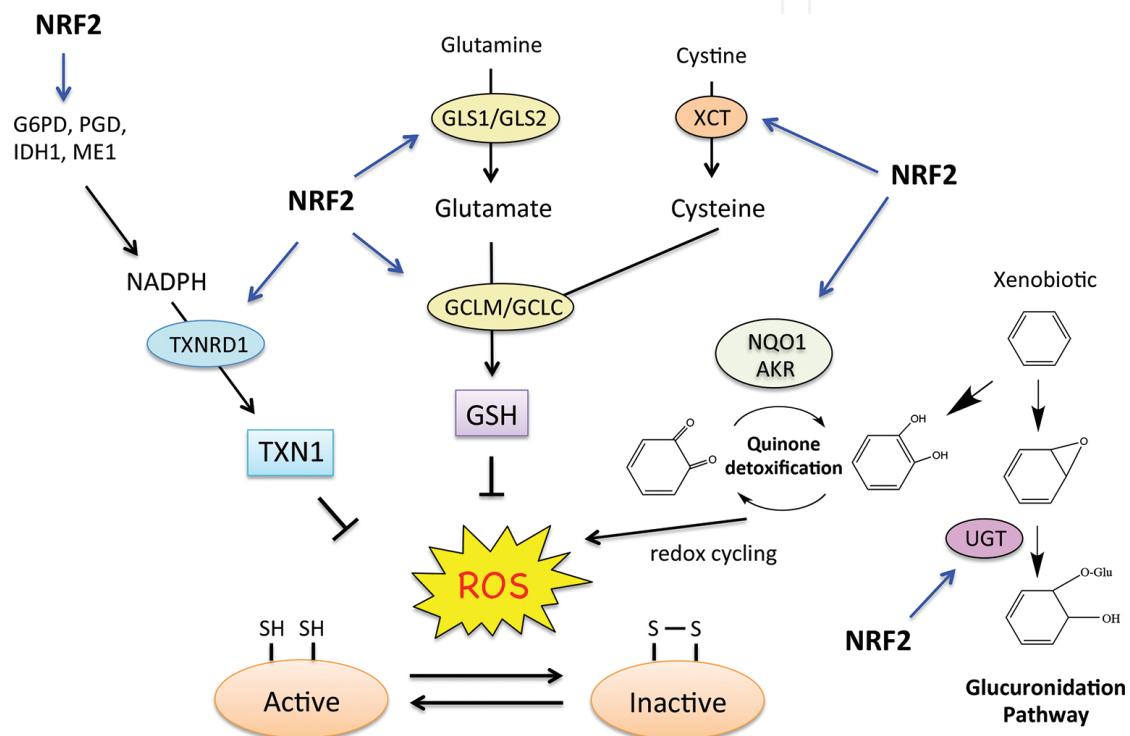 NRF2
G6PD, PGD,
IDH1, ME1
NADPH
TXNRD1
TXN1
NRF2
Glutamine
GLS1/GLS2
Glutamate
GCLM/GCLC
GSH
Cystine
XCT
Cysteine
NRF2
NQO1
AKR
Quinone
detoxification
O
O
OH
OH
redox cycling
ROS
Xenobiotic
O
UGT
NRF2
O-Glu
OH
Glucuronidation
Pathway
SH SH
Active
S — S
Inactive